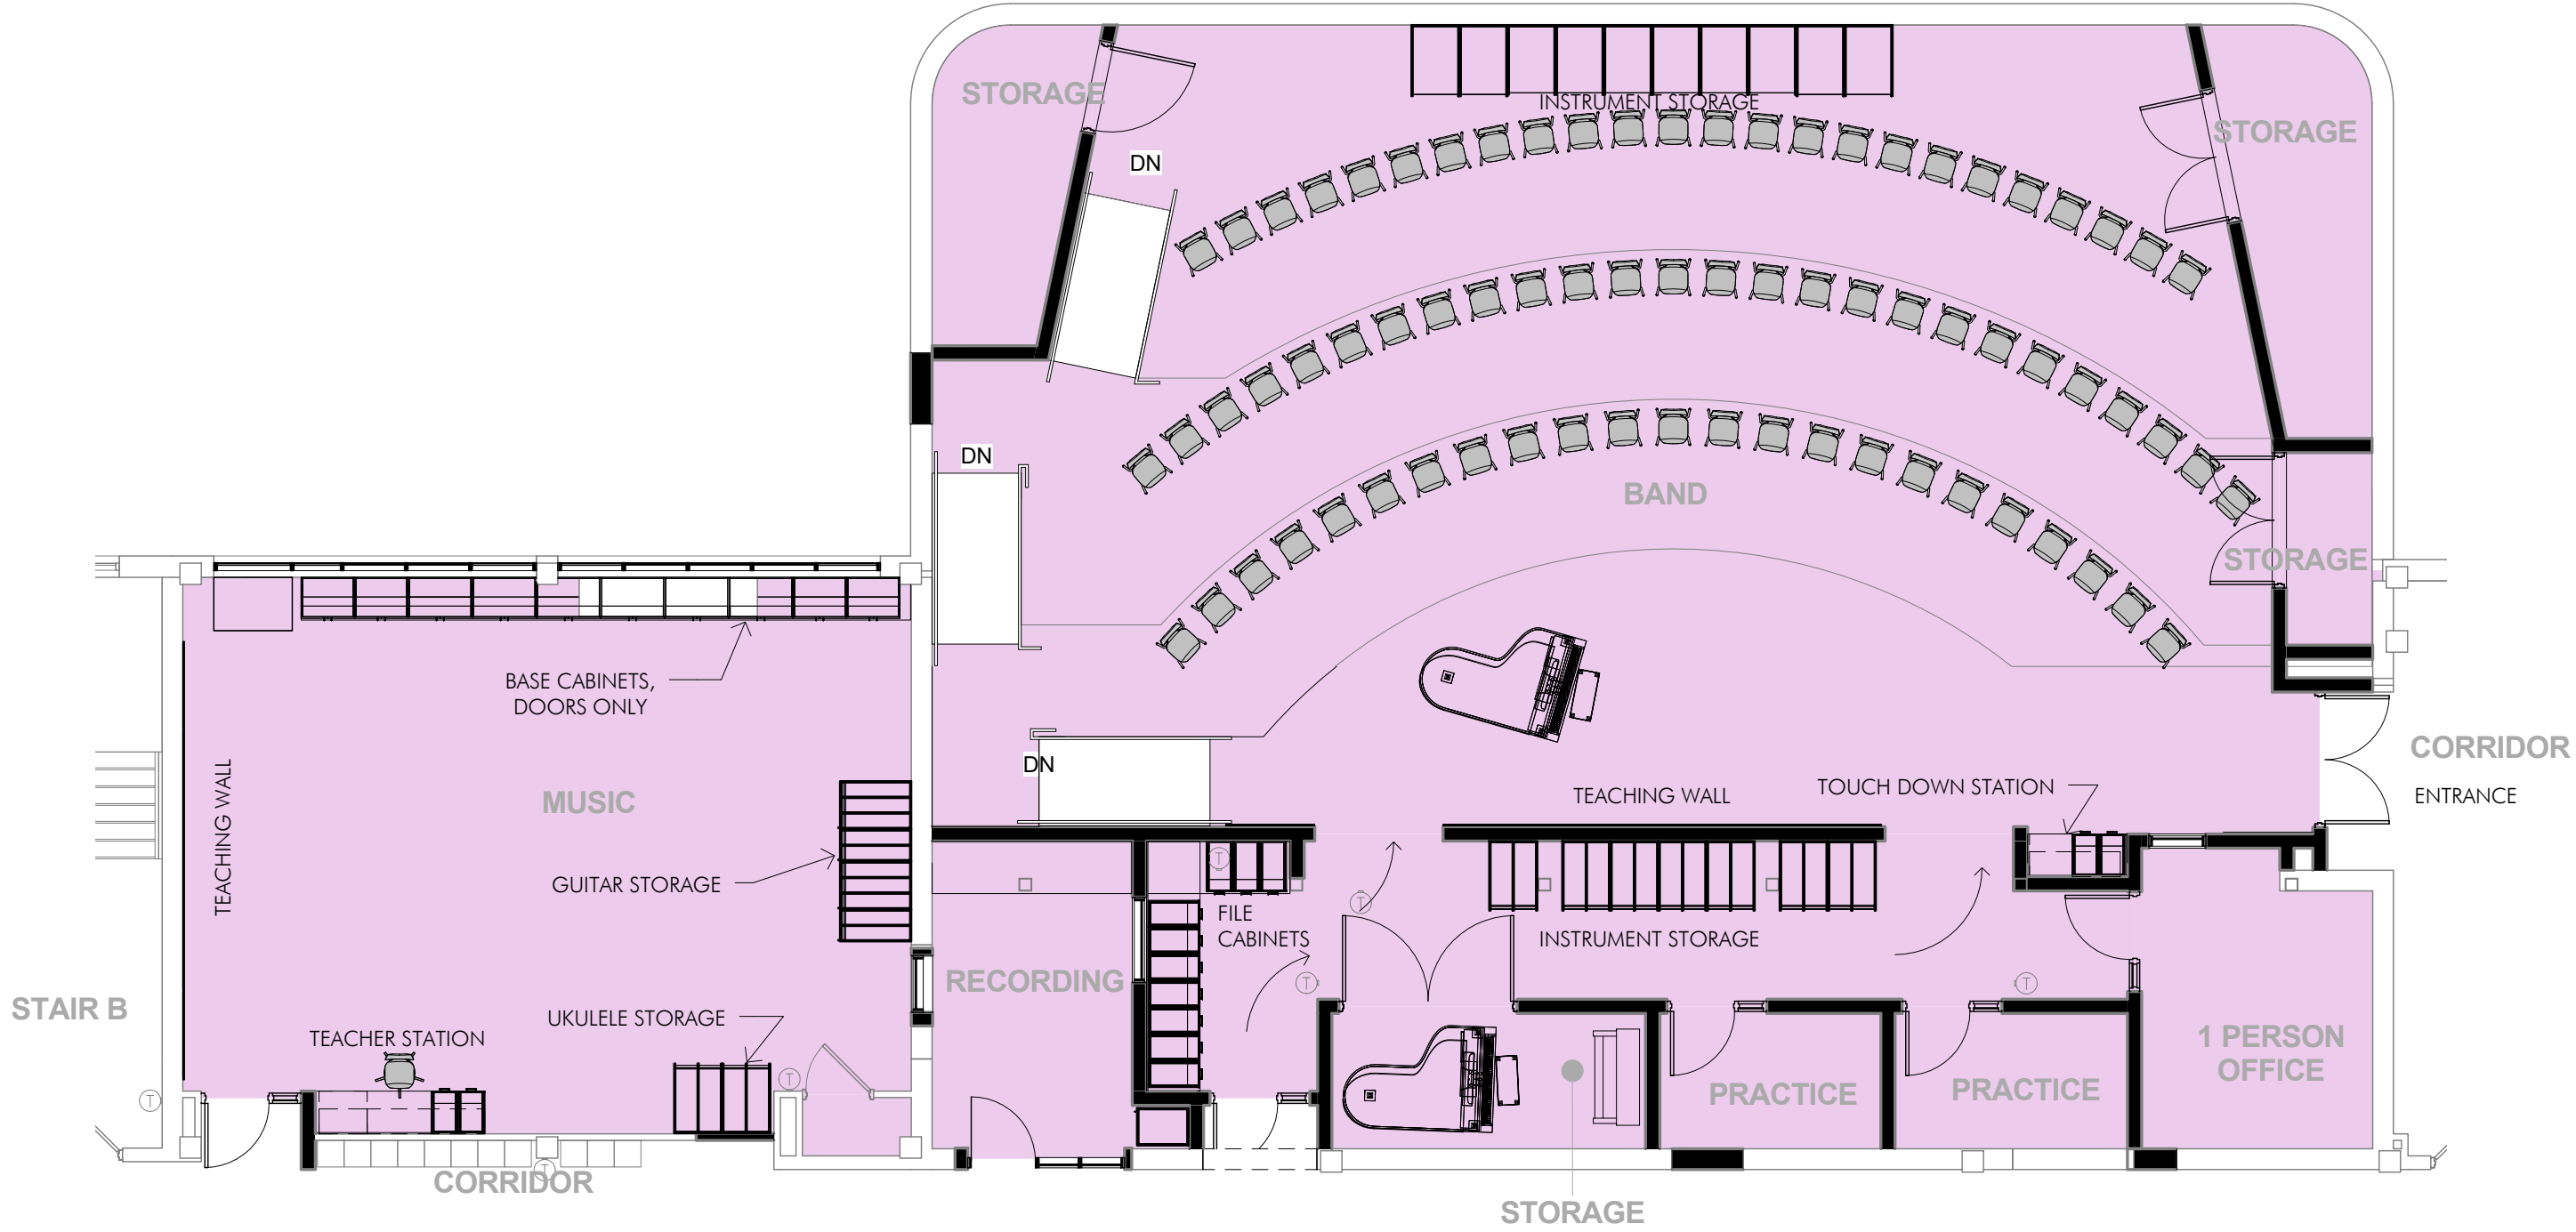 STORAGE
INSTRUMENT STORAGE
STORAGE
DN
DN
BAND
STORAGE
BASE CABINETS,
DOORS ONLY
CORRIDOR
DN
TEACHING WALL
MUSIC
TEACHING WALL
TOUCH DOWN STATION
ENTRANCE
GUITAR STORAGE
T
T
FILE
CABINETS
INSTRUMENT STORAGE
RECORDING
T
T
STAIR B
UKULELE STORAGE
TEACHER STATION
1 PERSON
OFFICE
T
T
PRACTICE
PRACTICE
T
CORRIDOR
STORAGE